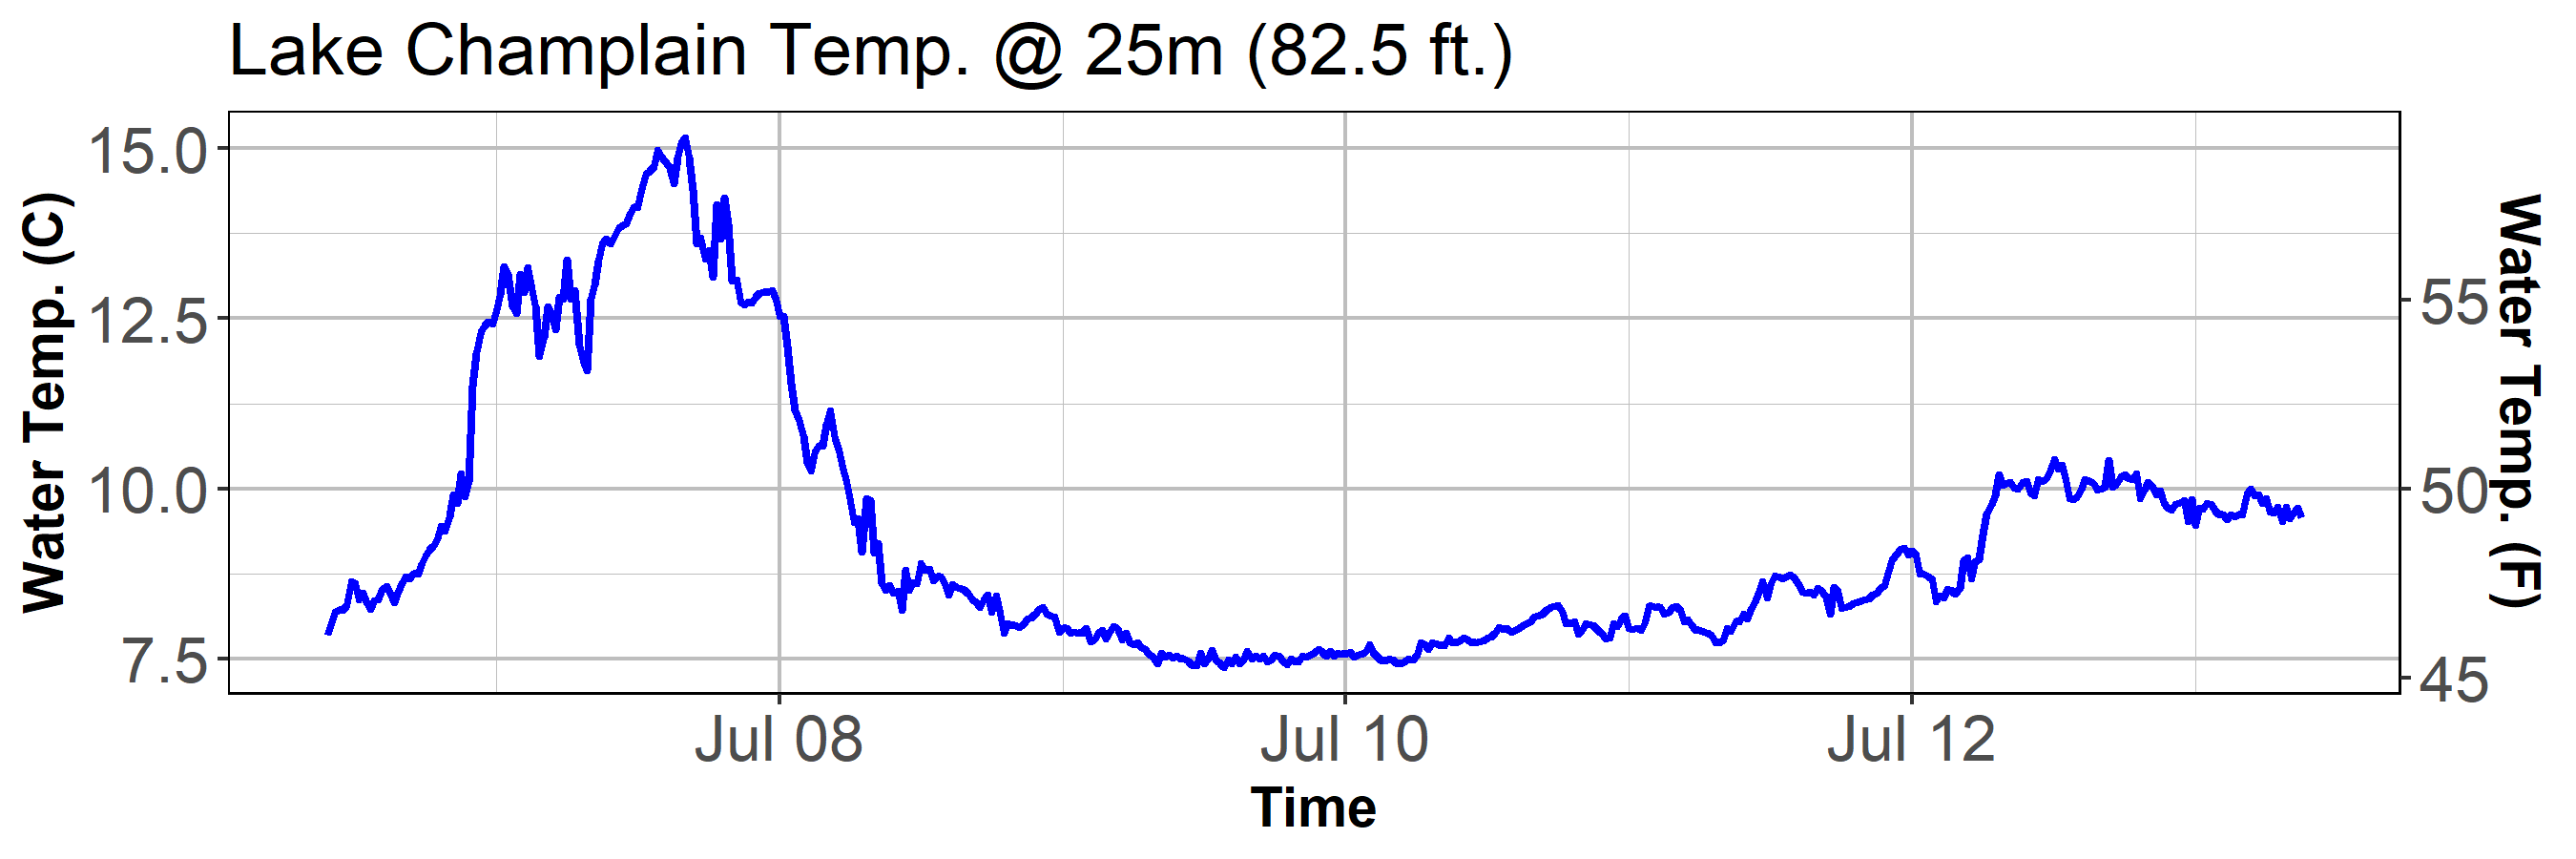 Lake Champlain Temp. @ 25m (82.5 ft.)
Water Temp. (C)
15.0
12.5
10.0
7.5
55
50
45
Water Temp. (F)
Jul 08
Jul 10
Jul 12
Time